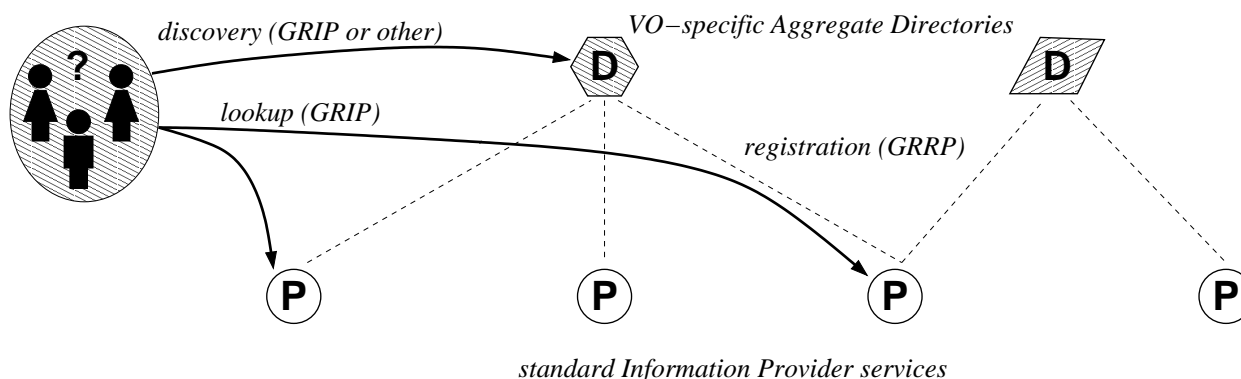 discovery (GRIP or other)
VO−specific Aggregate Directories
?
D
D
lookup (GRIP)
registration (GRRP)
P
P
P
P
standard Information Provider services